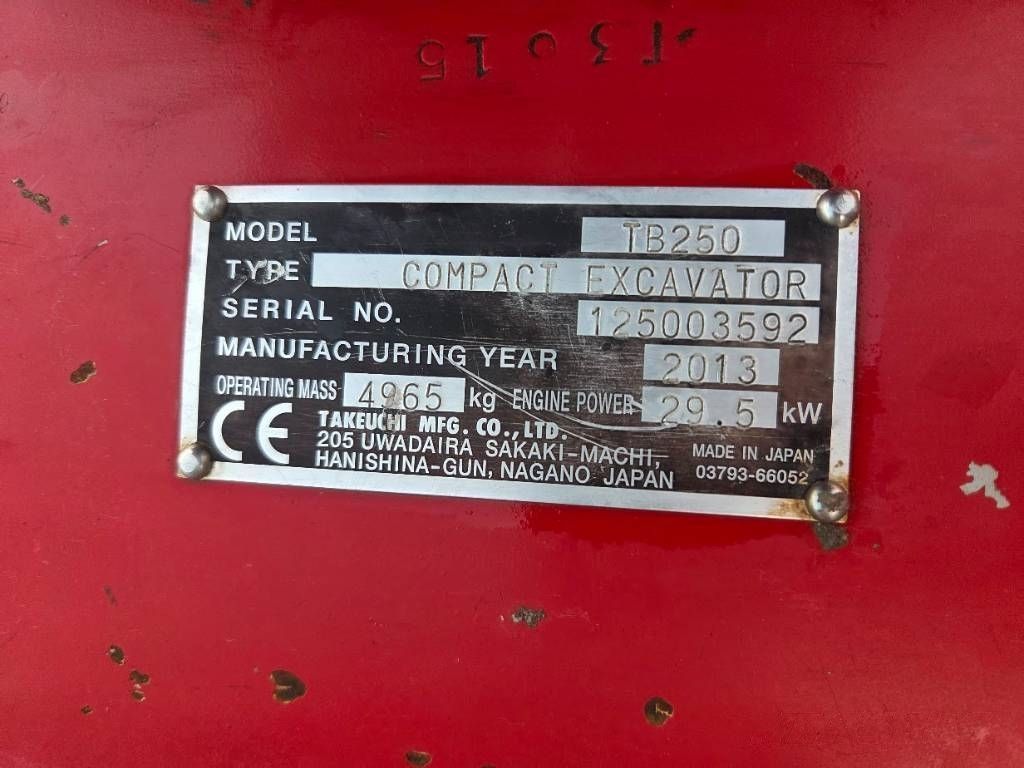 MODEL TB250
TYPE COMPACT EXCAVATOR
SERIAL NO. 125003592
MANUFACTURING YEAR 2013
OPERATING MASS 4965 kg ENGINE POWER 29.5 kW
CE TAKEUCHI MFG. CO., LTD.
205 UWADAIRA SAKAKI-MACHI, MADE IN JAPAN
HANISHINA-GUN, NAGANO JAPAN 03793-66052